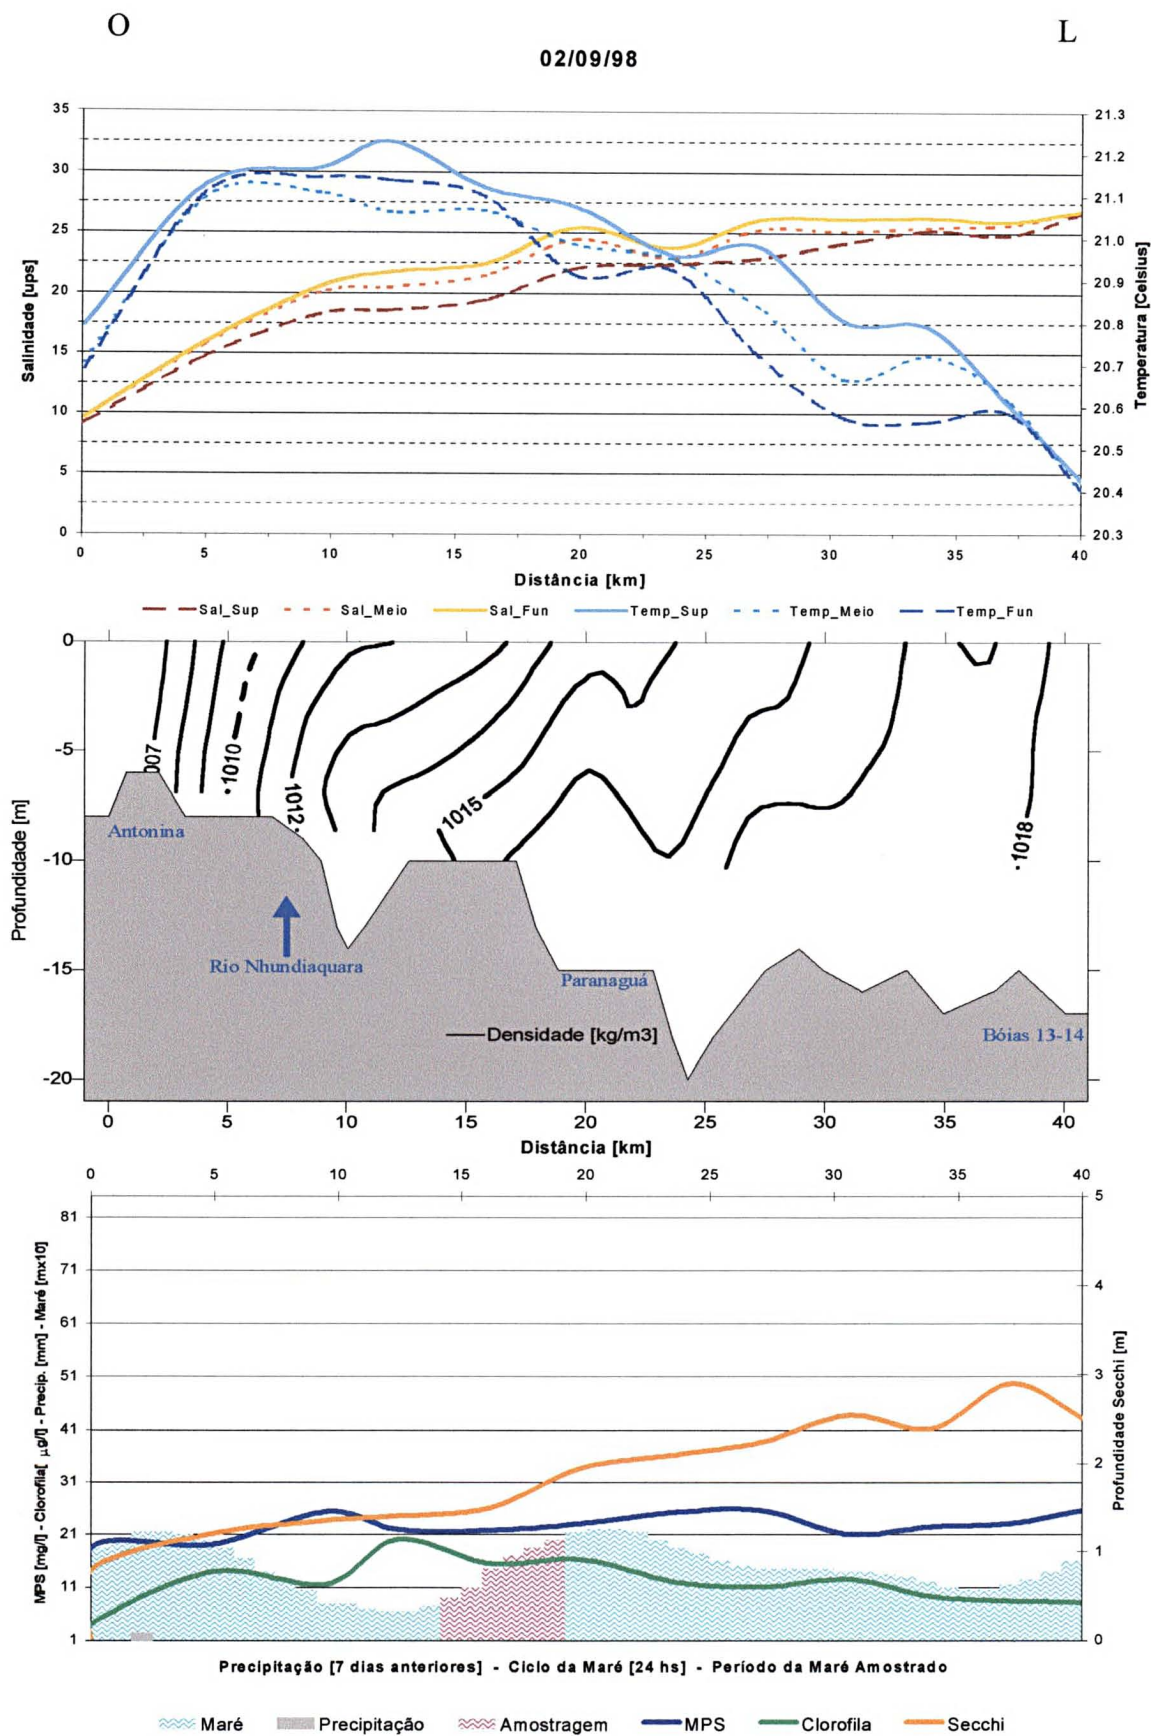 O L
02/09/98
35 21.3
30 21.2
25 21.1
20 21.0
15 20.9
10 20.8
5 20.7
0 20.6
20.5
20.4
20.3
Salinidade [ups]
Temperatura [Celsius]
0 5 10 15 20 25 30 35 40
Distância [km]
Sal_Sup Sal_Meio Sal_Fun Temp_Sup Temp_Meio Temp_Fun
0
-5
-10
-15
-20
Profundidade [m]
007 1010 1012 1015 1018
Antonina
Rio Nhundiaquara
Paranaguá
Densidade [kg/m3]
Bóias 13-14
0 5 10 15 20 25 30 35 40
Distância [km]
0 5 10 15 20 25 30 35 40
81 5
71 4
61 3
51 2
41 1
31 0
21
11
1
MPS [mg/l] - Clorofila[ µg/l] - Precip. [mm] - Maré [mx10]
Profundidade Secchi [m]
Precipitação [7 dias anteriores] - Ciclo da Maré [24 hs] - Período da Maré Amostrado
Maré Precipitação Amostragem MPS Clorofila Secchi